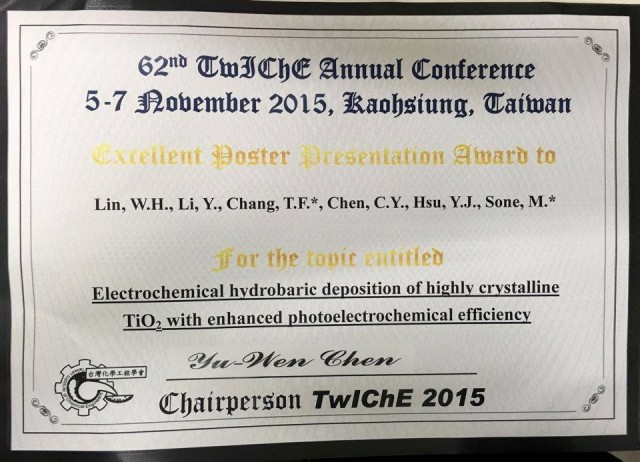 62nd TwIChE Annual Conference
5-7 November 2015, Kaohsiung, Taiwan
Excellent Poster Presentation Award to
Lin, W.H., Li, Y., Chang, T.F.*, Chen, C.Y., Hsu, Y.J., Sone, M.*
For the topic entitled
Electrochemical hydrobaric deposition of highly crystalline
TiO2 with enhanced photoelectrochemical efficiency
Yu-Wen Chen
台灣化學工程學會
Chairperson TwIChE 2015